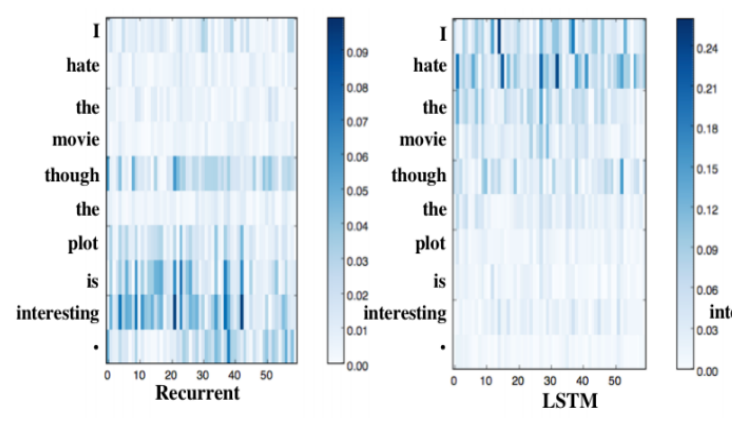 I
hate
the
movie
though
the
plot
is
interesting
.
0 10 20 30 40 50
Recurrent
0.09
0.08
0.07
0.06
0.05
0.04
0.03
0.02
0.01
0.00
I
hate
the
movie
though
the
plot
is
interesting
.
0 10 20 30 40 50
LSTM
0.24
0.21
0.18
0.15
0.12
0.09
0.06
0.03
0.00